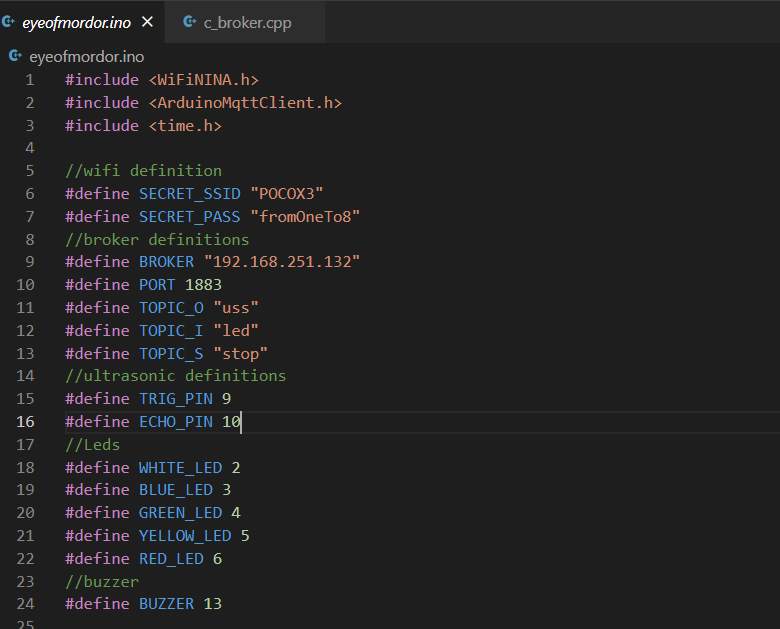 eyeofmordor.ino
c_broker.cpp
eyeofmordor.ino
1 #include <WiFiNINA.h>
2 #include <ArduinoMqttClient.h>
3 #include <time.h>
4
5 //wifi definition
6 #define SECRET_SSID "POCOX3"
7 #define SECRET_PASS "fromOneTo8"
8 //broker definitions
9 #define BROKER "192.168.251.132"
10 #define PORT 1883
11 #define TOPIC_O "uss"
12 #define TOPIC_I "led"
13 #define TOPIC_S "stop"
14 //ultrasonic definitions
15 #define TRIG_PIN 9
16 #define ECHO_PIN 10
17 //Leds
18 #define WHITE_LED 2
19 #define BLUE_LED 3
20 #define GREEN_LED 4
21 #define YELLOW_LED 5
22 #define RED_LED 6
23 //buzzer
24 #define BUZZER 13
25